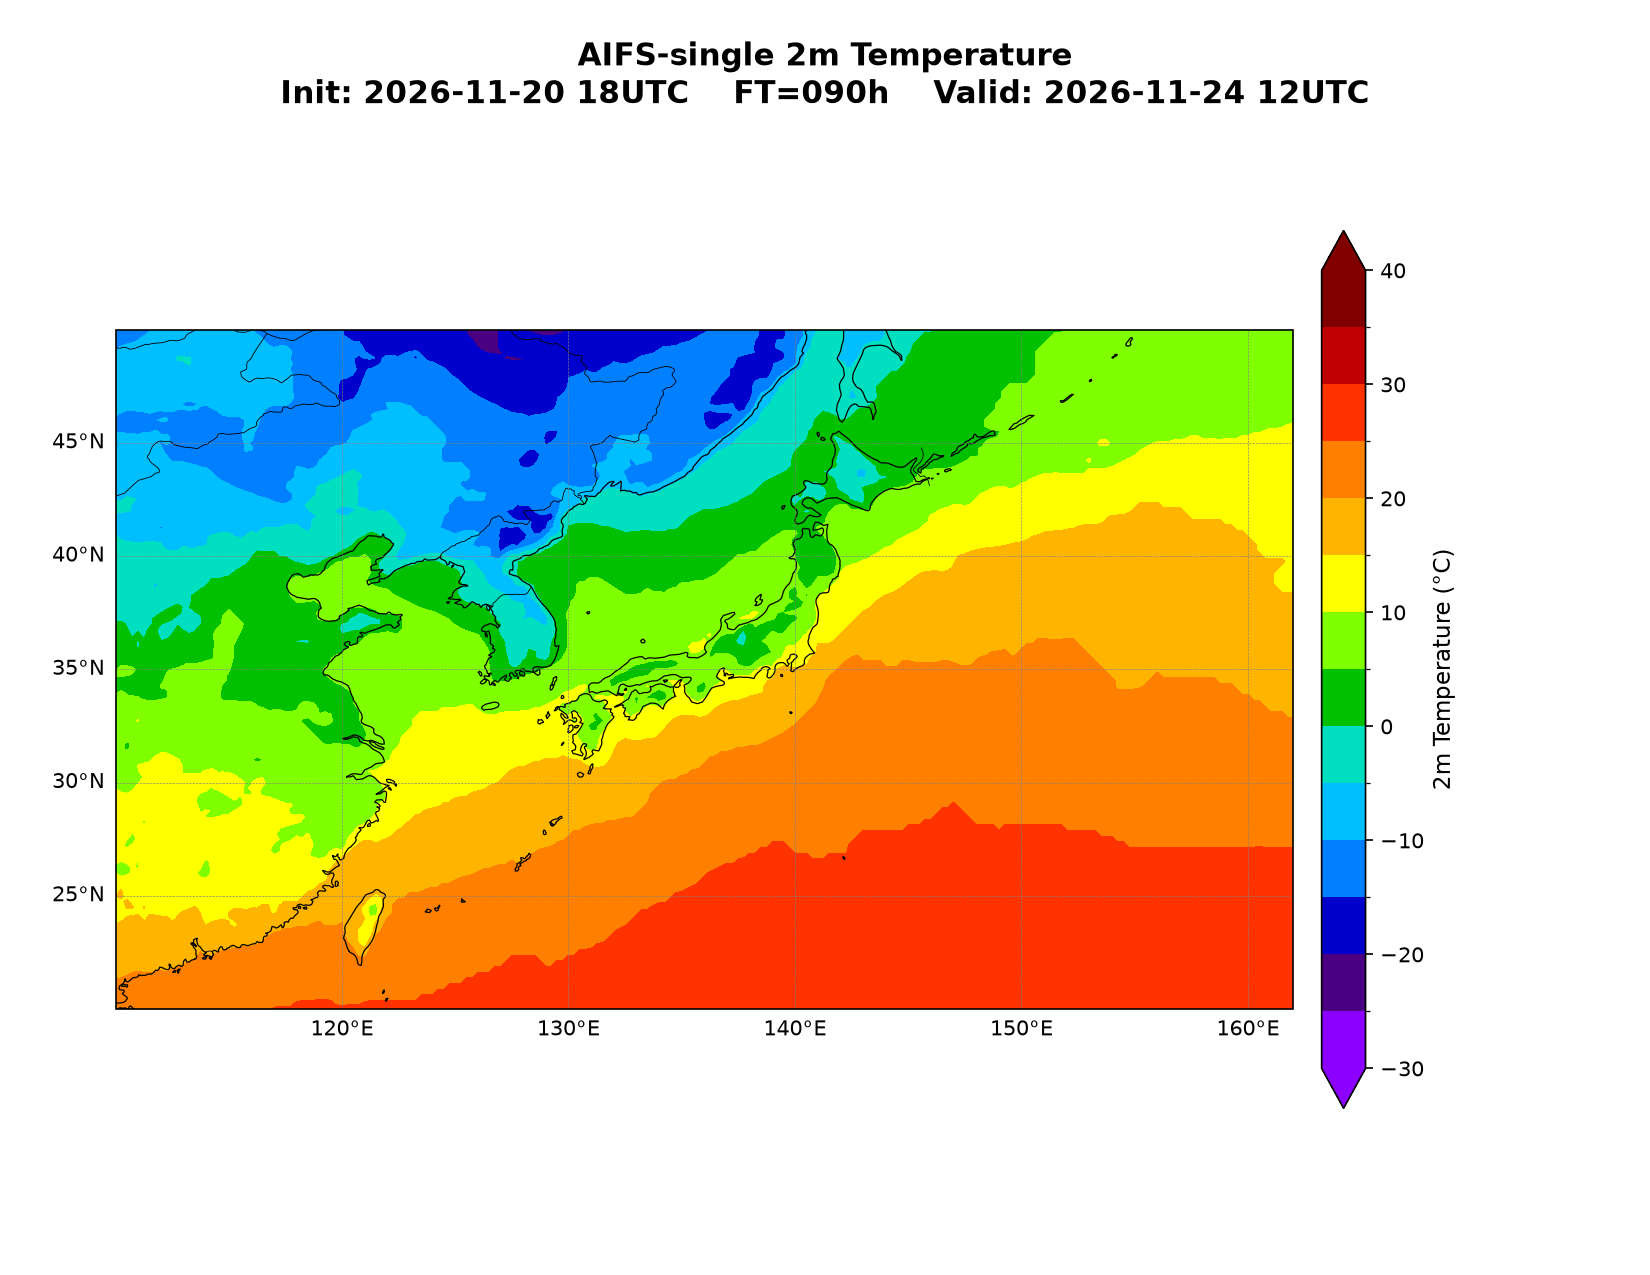 AIFS-single 2m Temperature
Init: 2026-11-20 18UTC    FT=090h    Valid: 2026-11-24 12UTC
45°N
40°N
35°N
30°N
25°N
120°E
130°E
140°E
150°E
160°E
40
30
20
10
0
−10
−20
−30
2m Temperature (°C)